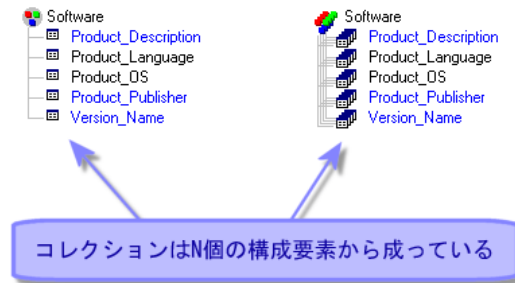 Software
Product_Description
Product_Language
Product_OS
Product_Publisher
Version_Name
Software
Product_Description
Product_Language
Product_OS
Product_Publisher
Version_Name
コレクションはN個の構成要素から成っている